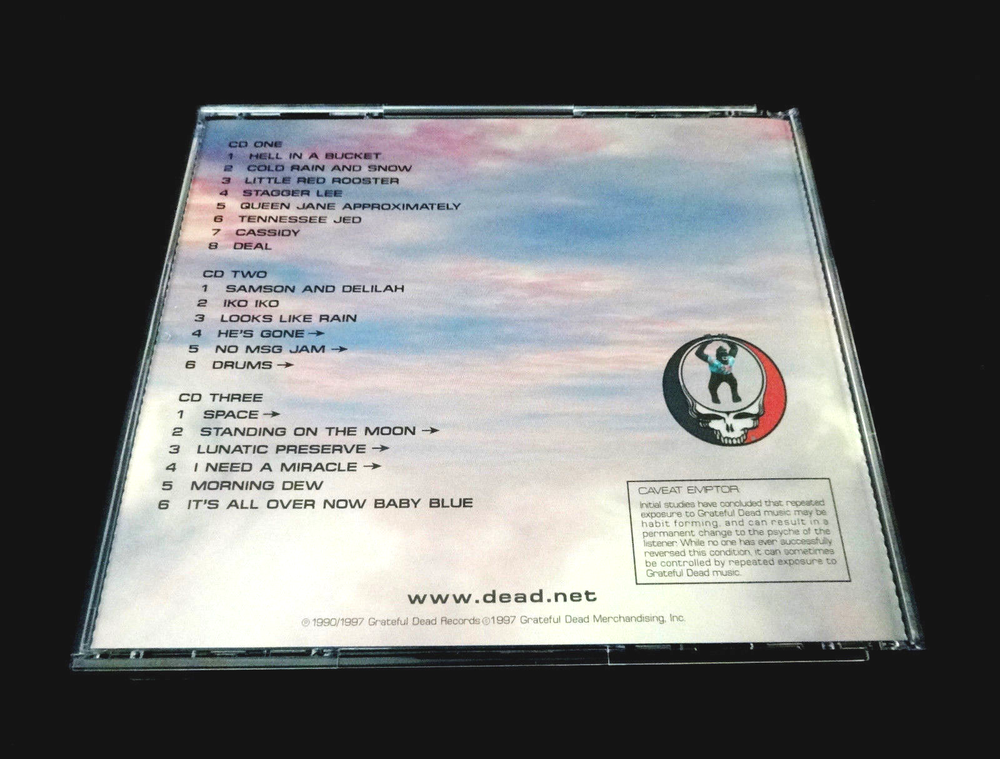 CD ONE
1 HELL IN A BUCKET
2 COLD RAIN AND SNOW
3 LITTLE RED ROOSTER
4 STAGGER LEE
5 QUEEN JANE APPROXIMATELY
6 TENNESSEE JED
7 CASSIDY
8 DEAL
CD TWO
1 SAMSON AND DELILAH
2 IKO IKO
3 LOOKS LIKE RAIN
4 HE'S GONE →
5 NO MSG JAM →
6 DRUMS →
CD THREE
1 SPACE →
2 STANDING ON THE MOON →
3 LUNATIC PRESERVE →
4 I NEED A MIRACLE →
5 MORNING DEW
6 IT'S ALL OVER NOW BABY BLUE
CAVEAT EMPTOR
Initial studies have concluded that repeated
exposure to Grateful Dead music may be
habit forming, and can result in a
permanent change to the psyche of the
listener. While no one has ever successfully
reversed this condition, it can sometimes
be controlled by repeated exposure to
Grateful Dead music.
www.dead.net
℗1990/1997 Grateful Dead Records ©1997 Grateful Dead Merchandising, Inc.